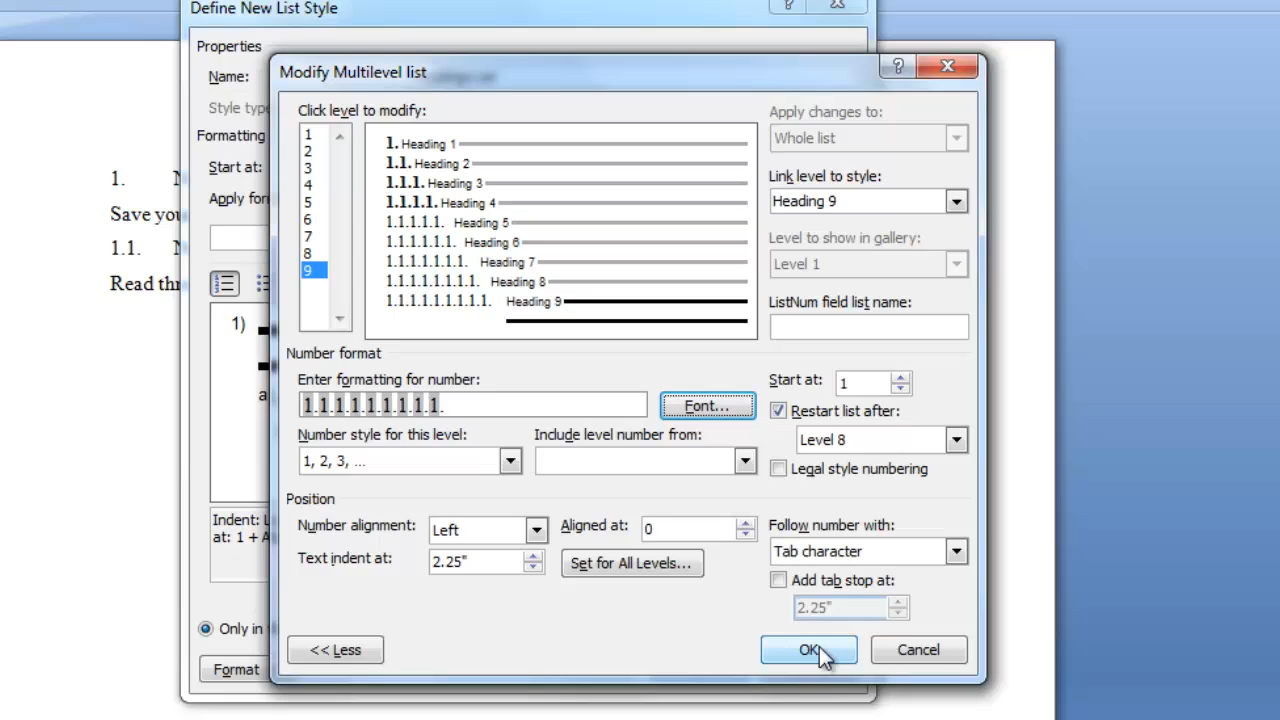 Define New List Style
Properties
Name:
Style type
Formatting
Start at:
Apply for
1.
Save you
1.1.
Read thr
1)
a
Indent: L
at: 1 + A
Only in
Format
Modify Multilevel list
Click level to modify:
1
2
3
4
5
6
7
8
9
1. Heading 1
1.1. Heading 2
1.1.1. Heading 3
1.1.1.1. Heading 4
1.1.1.1.1. Heading 5
1.1.1.1.1.1. Heading 6
1.1.1.1.1.1.1. Heading 7
1.1.1.1.1.1.1.1. Heading 8
1.1.1.1.1.1.1.1.1. Heading 9
Apply changes to:
Whole list
Link level to style:
Heading 9
Level to show in gallery:
Level 1
ListNum field list name:
Number format
Enter formatting for number:
1.1.1.1.1.1.1.1.1.
Font...
Number style for this level:
1, 2, 3, ...
Include level number from:
Start at: 1
Restart list after:
Level 8
Legal style numbering
Position
Number alignment: Left
Aligned at: 0
Text indent at: 2.25"
Set for All Levels...
Follow number with:
Tab character
Add tab stop at:
2.25"
<< Less
OK
Cancel